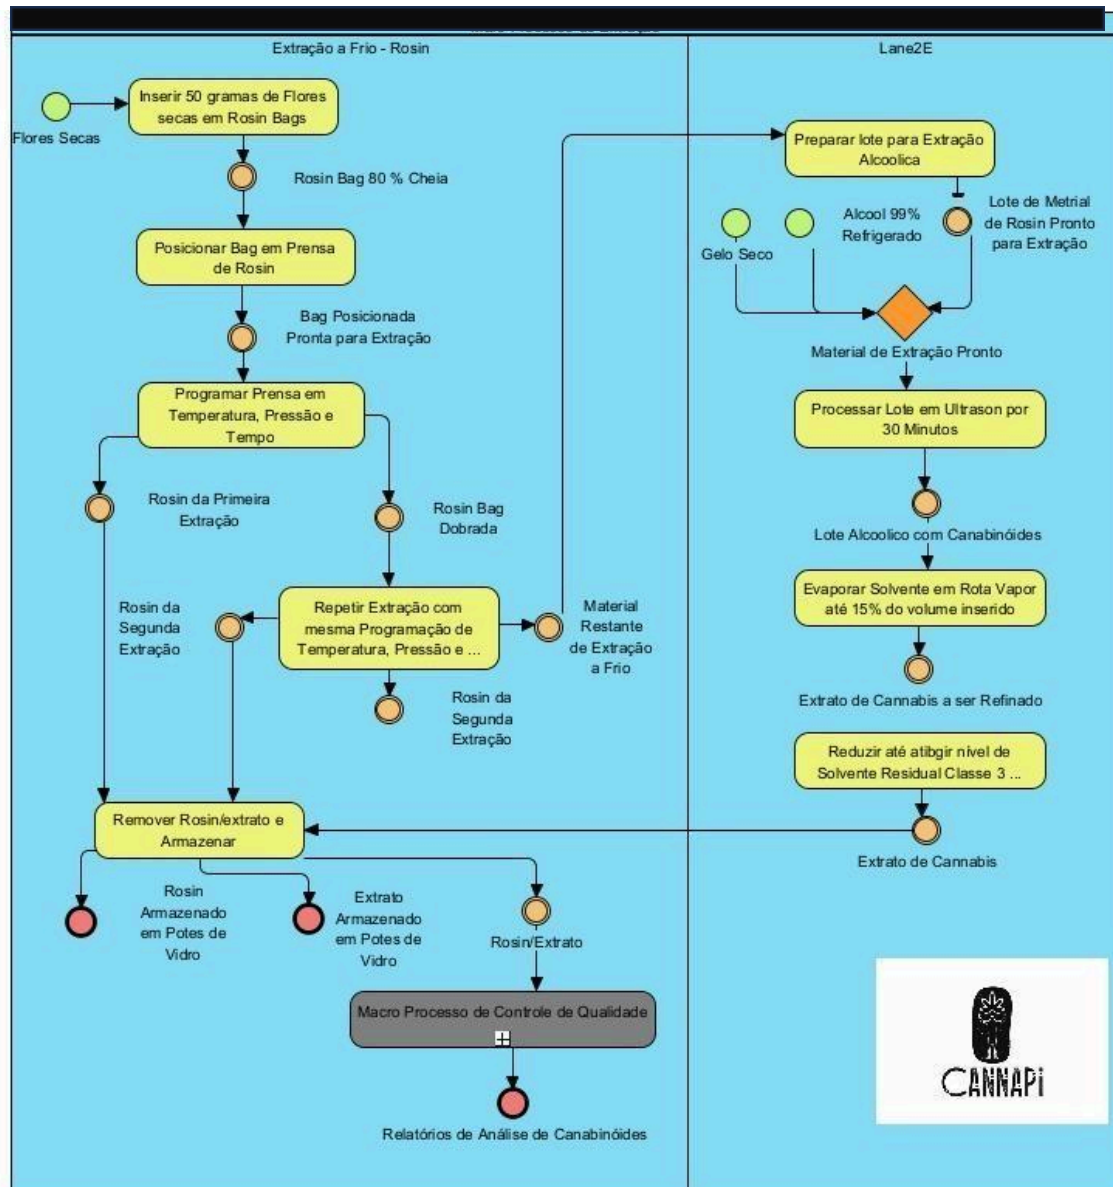 Extração a Frio - Rosin
Lane2E
Inserir 50 gramas de Flores
secas em Rosin Bags
Flores Secas
Rosin Bag 80 % Cheia
Posicionar Bag em Prensa
de Rosin
Bag Posicionada
Pronta para Extração
Programar Prensa em
Temperatura, Pressão e
Tempo
Rosin da Primeira
Extração
Rosin Bag
Dobrada
Rosin da
Segunda
Extração
Repetir Extração com
mesma Programação de
Temperatura, Pressão e ...
Material
Restante
de Extração
a Frio
Rosin da
Segunda
Extração
Remover Rosin/extrato e
Armazenar
Rosin
Armazenado
em Potes de
Vidro
Extrato
Armazenado
em Potes de
Vidro
Rosin/Extrato
Macro Processo de Controle de Qualidade
Relatórios de Análise de Canabinóides
Preparar lote para Extração
Alcoolica
Gelo Seco
Alcool 99%
Refrigerado
Lote de Metrial
de Rosin Pronto
para Extração
Material de Extração Pronto
Processar Lote em Ultrason por
30 Minutos
Lote Alcoolico com Canabinóides
Evaporar Solvente em Rota Vapor
até 15% do volume inserido
Extrato de Cannabis a ser Refinado
Reduzir até atibgir nível de
Solvente Residual Classe 3 ...
Extrato de Cannabis
CANNAPi